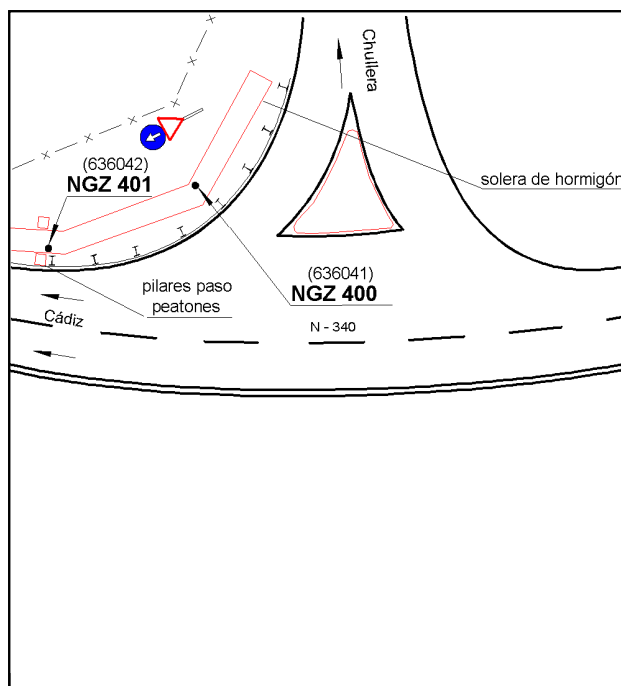 Chullera
(636042)
NGZ 401
solera de hormigón
(636041)
NGZ 400
pilares paso
peatones
Cádiz
N - 340